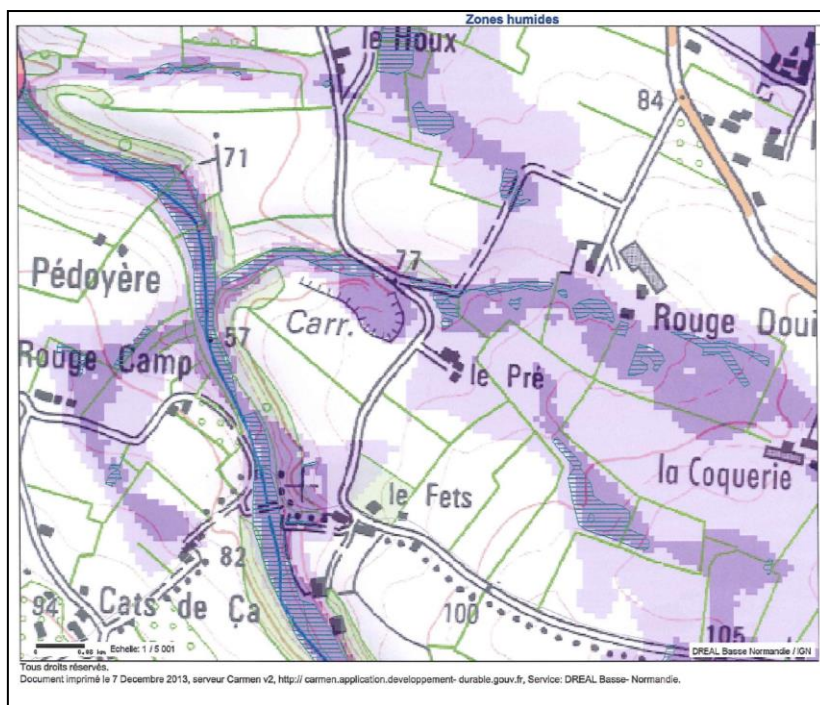 Zones humides
le Houx
84
71
77
Pédoyère
Carr.
57
Rouge Camp
Rouge Doui
le Pré
la Coquerie
le Fets
82
94
Cats de Ça
100
105
Echelle: 1 / 5 001
DREAL Basse Normandie / IGN
Tous droits réservés.
Document imprimé le 7 Decembre 2013, serveur Carmen v2, http:// carmen.application.developpement- durable.gouv.fr, Service: DREAL Basse- Normandie.